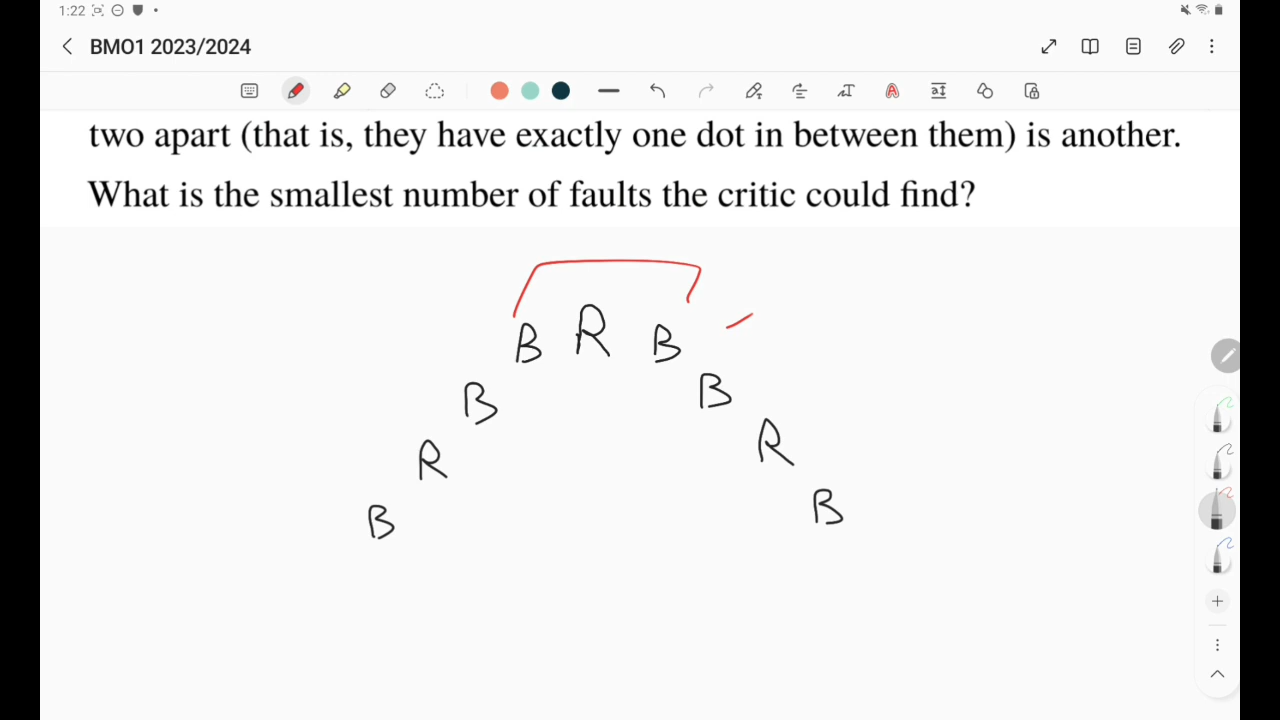 1:22
BMO1 2023/2024
two apart (that is, they have exactly one dot in between them) is another.
What is the smallest number of faults the critic could find?
B R B
B B
R R
B B